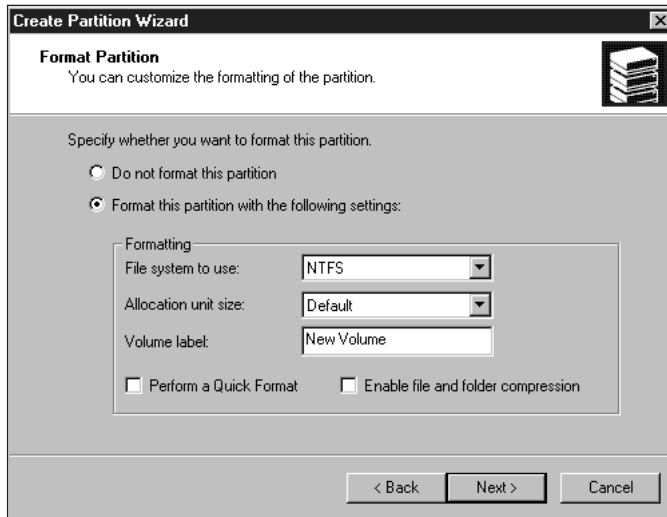 Create Partition Wizard
Format Partition
You can customize the formatting of the partition.
Specify whether you want to format this partition.
Do not format this partition
Format this partition with the following settings:
Formatting
File system to use: NTFS
Allocation unit size: Default
Volume label: New Volume
Perform a Quick Format Enable file and folder compression
< Back Next > Cancel